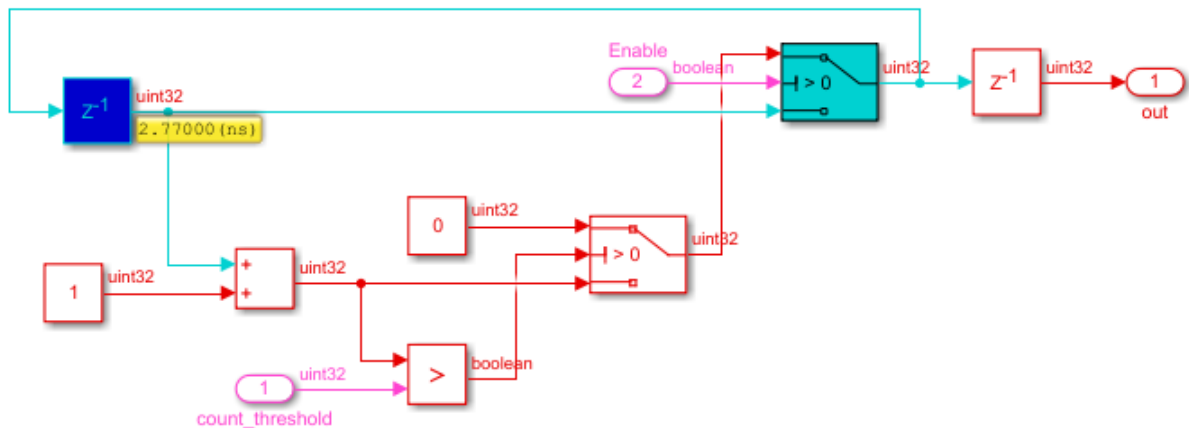 Enable
boolean
2
> 0
uint32
Z-1
uint32
1
out
uint32
Z-1
2.77000(ns)
0
uint32
> 0
uint32
1
uint32
+
+
uint32
>
boolean
1
uint32
count_threshold